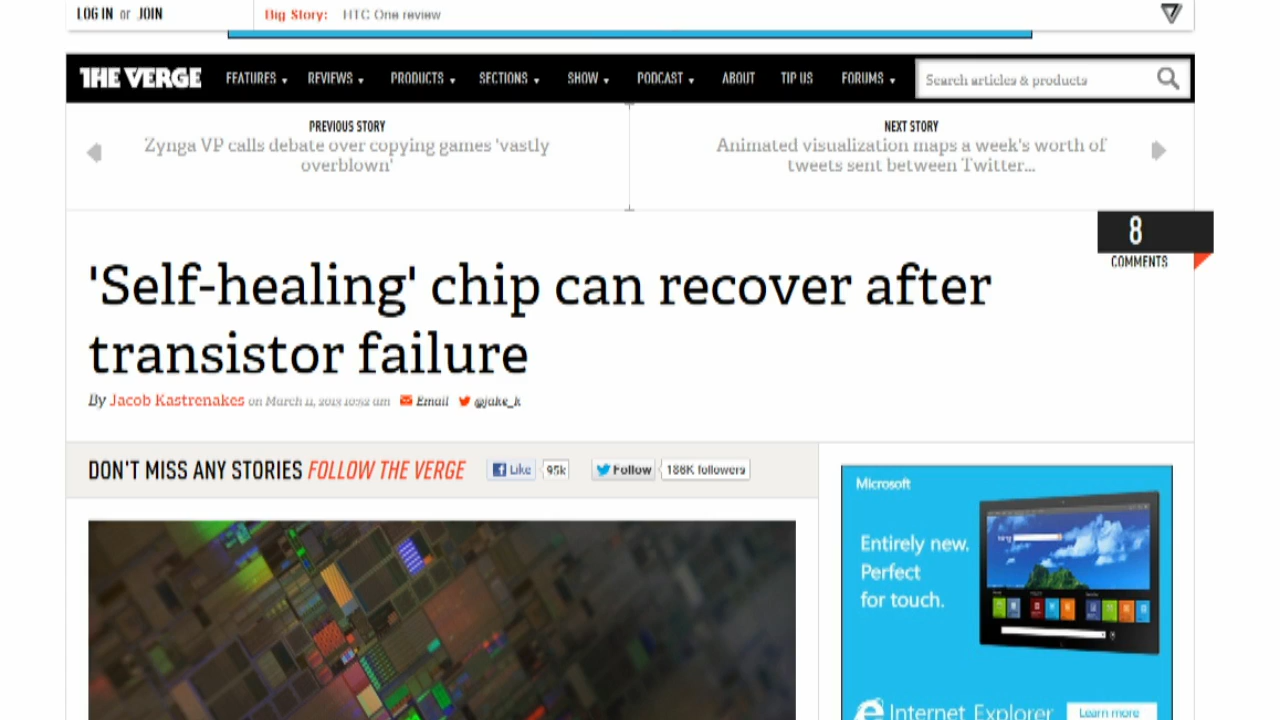 LOG IN or JOIN
Big Story: HTC One review
THE VERGE FEATURES REVIEWS PRODUCTS SECTIONS SHOW PODCAST ABOUT TIP US FORUMS Search articles & products
PREVIOUS STORY
Zynga VP calls debate over copying games 'vastly
overblown'
NEXT STORY
Animated visualization maps a week's worth of
tweets sent between Twitter...
8
COMMENTS
'Self-healing' chip can recover after
transistor failure
By Jacob Kastrenakes on March 11, 2013 10:52 am Email @jake_k
DON'T MISS ANY STORIES FOLLOW THE VERGE Like 95k Follow 186K followers
Microsoft
Entirely new.
Perfect
for touch.
bing
Internet Explorer Learn more